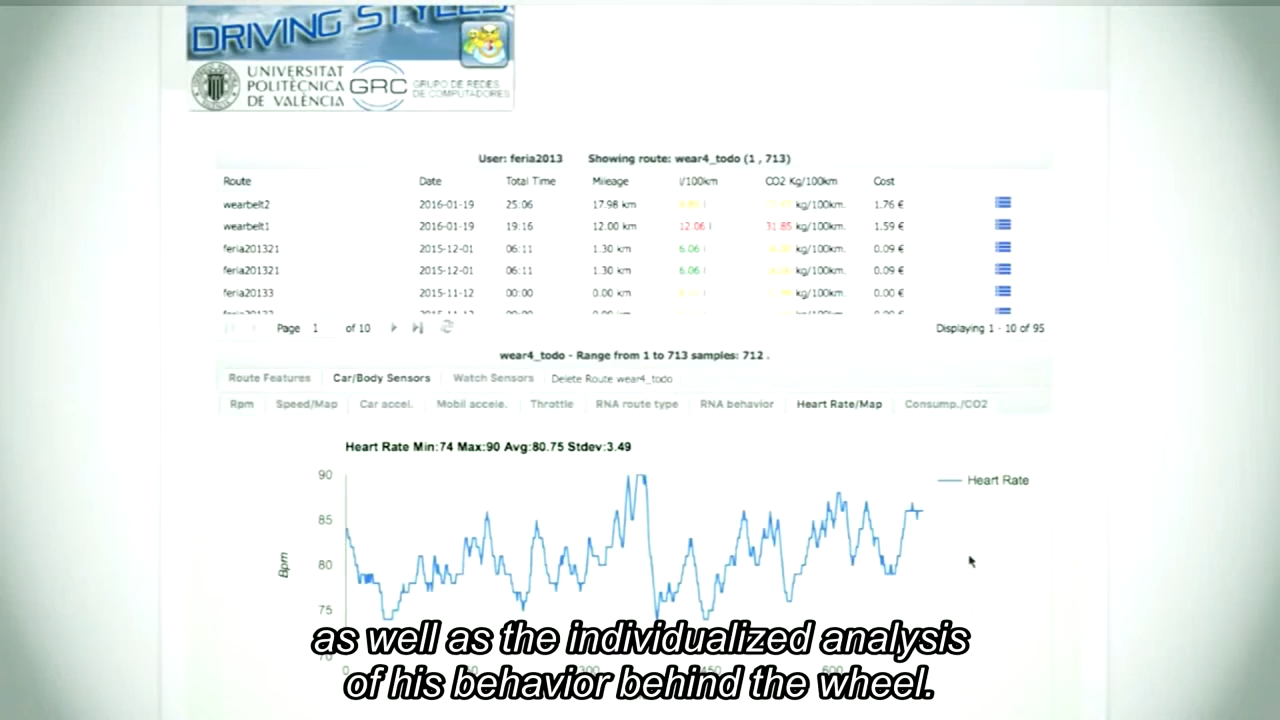 DRIVING STYLES
UNIVERSITAT
POLITÈCNICA
DE VALÈNCIA
GRC
GRUPO DE REDES
DE COMPUTADORES
User: feria2013 Showing route: wear4_todo (1 , 713)
Route Date Total Time Mileage l/100km CO2 Kg/100km Cost
wearbelt2 2016-01-19 25:06 17.98 km l kg/100km. 1.76 €
wearbelt1 2016-01-19 19:16 12.00 km 12.06 l 31.85 kg/100km. 1.59 €
feria201321 2015-12-01 06:11 1.30 km 6.06 l kg/100km. 0.09 €
feria201321 2015-12-01 06:11 1.30 km 6.06 l kg/100km. 0.09 €
feria20133 2015-11-12 00:00 0.00 km l kg/100km. 0.00 €
Page 1 of 10 Displaying 1 - 10 of 95
wear4_todo - Range from 1 to 713 samples: 712 .
Route Features Car/Body Sensors Watch Sensors Delete Route wear4_todo
Rpm Speed/Map Car accel. Mobil accele. Throttle RNA route type RNA behavior Heart Rate/Map Consump./CO2
Heart Rate Min:74 Max:90 Avg:80.75 Stdev:3.49
90
Heart Rate
85
80
Bpm
75
as well as the individualized analysis
of his behavior behind the wheel.